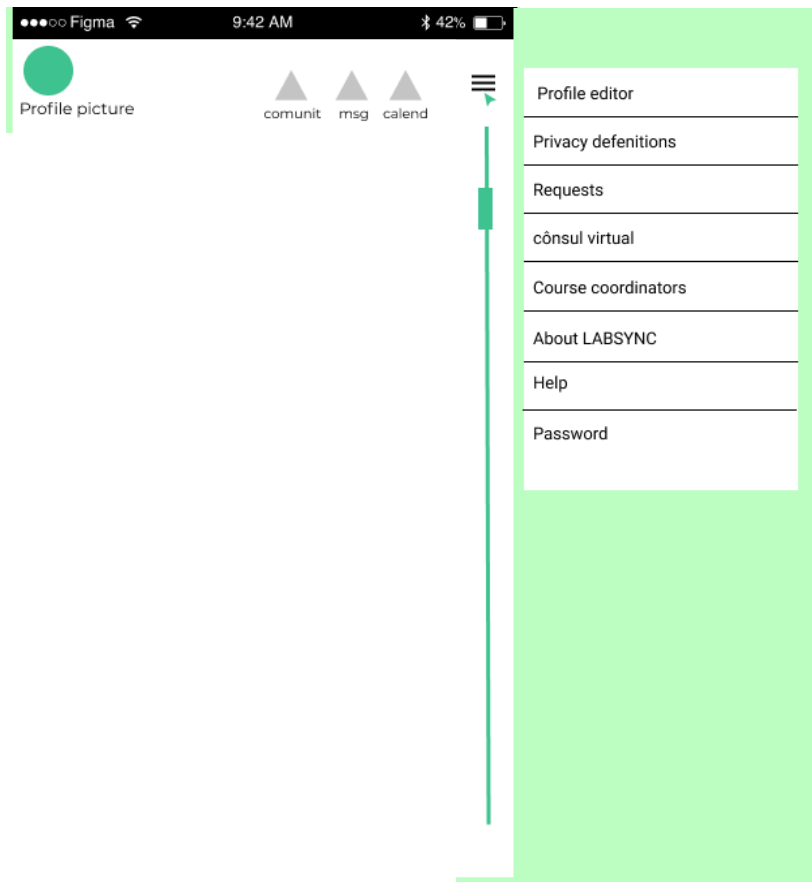 Figma 9:42 AM 42%
Profile picture
comunit msg calend
Profile editor
Privacy defenitions
Requests
cônsul virtual
Course coordinators
About LABSYNC
Help
Password